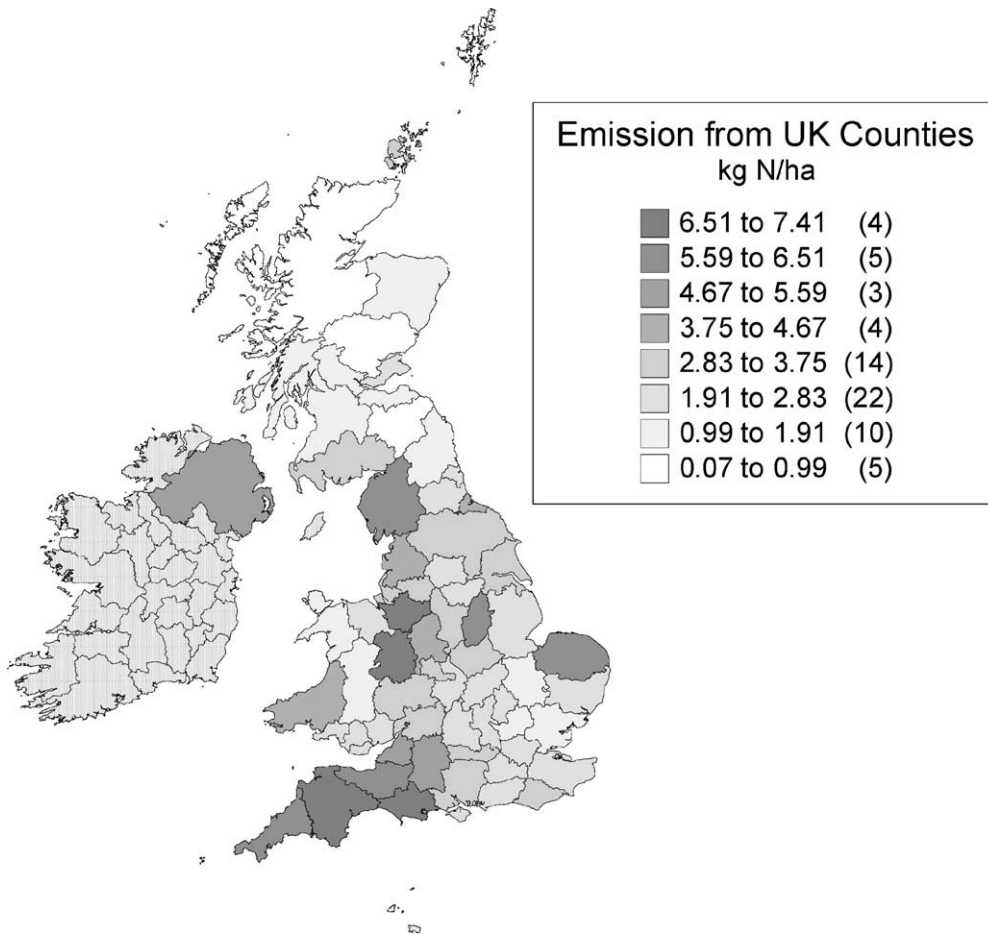 Emission from UK Counties
kg N/ha
6.51 to 7.41 (4)
5.59 to 6.51 (5)
4.67 to 5.59 (3)
3.75 to 4.67 (4)
2.83 to 3.75 (14)
1.91 to 2.83 (22)
0.99 to 1.91 (10)
0.07 to 0.99 (5)